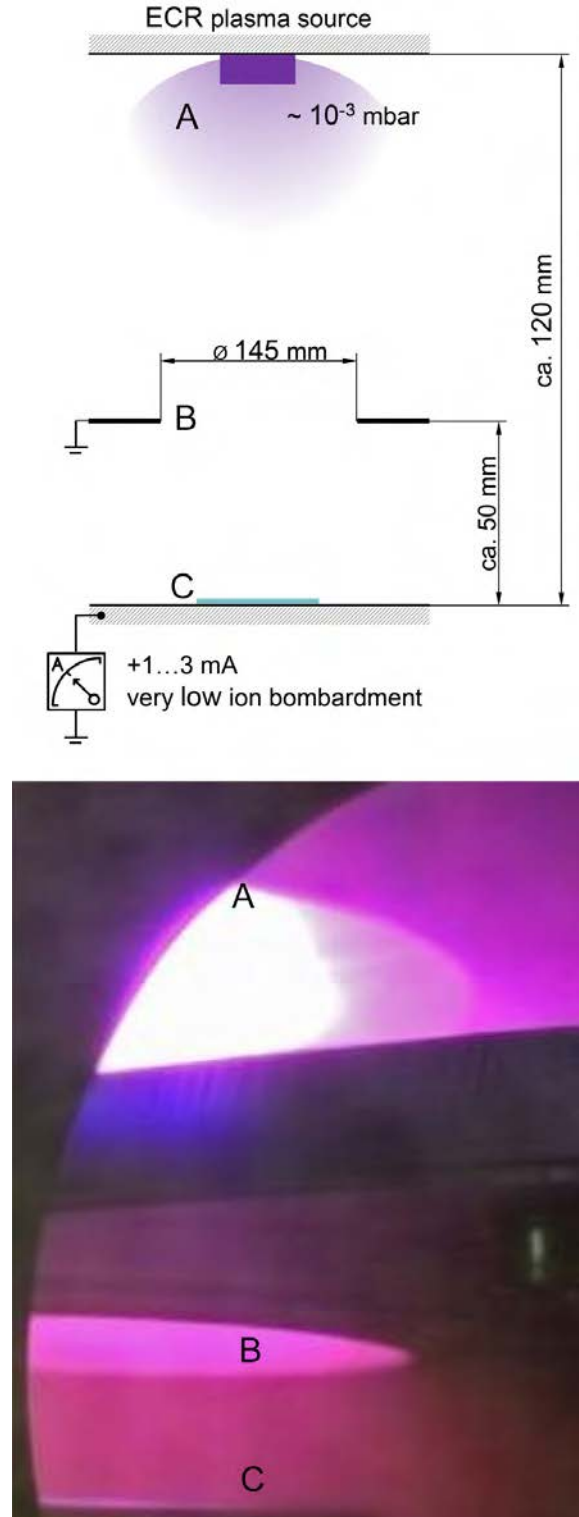 ECR plasma source
A
~ 10⁻³ mbar
ø 145 mm
B
ca. 120 mm
ca. 50 mm
C
A
+1...3 mA
very low ion bombardment
A
B
C